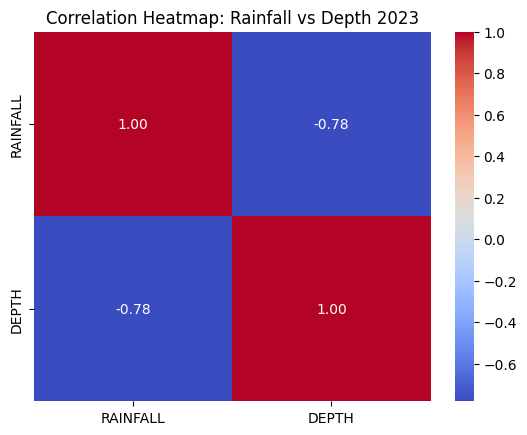 Correlation Heatmap: Rainfall vs Depth 2023
RAINFALL
DEPTH
1.00
-0.78
-0.78
1.00
RAINFALL
DEPTH
1.0
0.8
0.6
0.4
0.2
0.0
−0.2
−0.4
−0.6